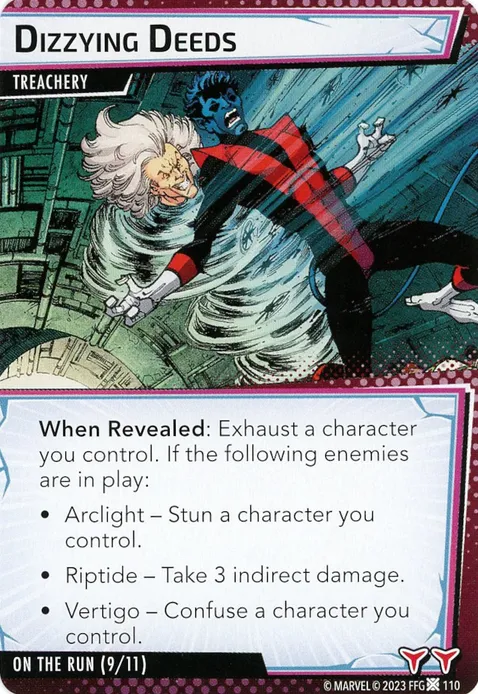 DIZZYING DEEDS
TREACHERY
When Revealed: Exhaust a character
you control. If the following enemies
are in play:
• Arclight – Stun a character you
control.
• Riptide – Take 3 indirect damage.
• Vertigo – Confuse a character you
control.
ON THE RUN (9/11)
© MARVEL © 2023 FFG 110